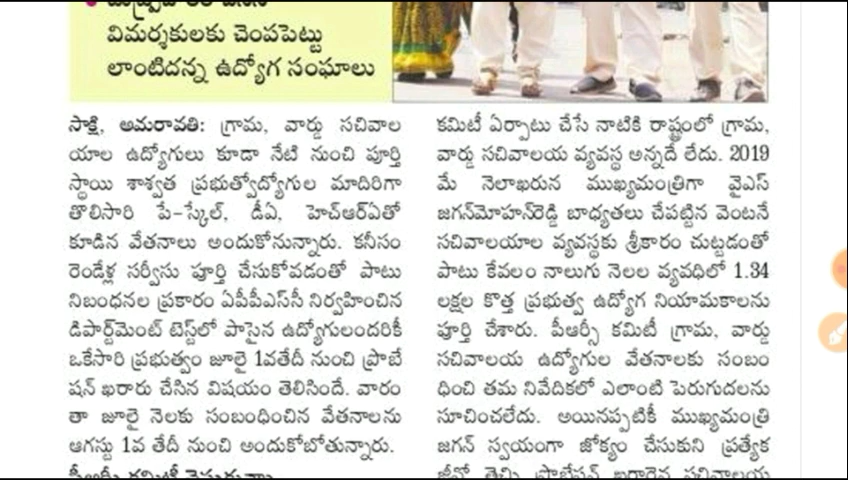 విమర్శకులకు చెంపపెట్టు
లాంటిదన్న ఉద్యోగ సంఘాలు
సాక్షి, అమరావతి: గ్రామ, వార్డు సచివాల
యాల ఉద్యోగులు కూడా నేటి నుంచి పూర్తి
స్థాయి శాశ్వత ప్రభుత్వోద్యోగుల మాదిరిగా
తొలిసారి పే–స్కేల్, డీఏ, హెచ్ఆర్ఏతో
కూడిన వేతనాలు అందుకోనున్నారు. కనీసం
రెండేళ్ల సర్వీసు పూర్తి చేసుకోవడంతో పాటు
నిబంధనల ప్రకారం ఏపీపీఎస్సీ నిర్వహించిన
డిపార్ట్‌మెంట్ టెస్ట్‌లో పాసైన ఉద్యోగులందరికీ
ఒకేసారి ప్రభుత్వం జూలై 1వతేదీ నుంచి ప్రొబే
షన్ ఖరారు చేసిన విషయం తెలిసిందే. వారం
తా జూలై నెలకు సంబంధించిన వేతనాలను
ఆగస్టు 1వ తేదీ నుంచి అందుకోబోతున్నారు.
కమిటీ ఏర్పాటు చేసే నాటికి రాష్ట్రంలో గ్రామ,
వార్డు సచివాలయ వ్యవస్థ అన్నదే లేదు. 2019
మే నెలాఖరున ముఖ్యమంత్రిగా వైఎస్
జగన్‌మోహన్‌రెడ్డి బాధ్యతలు చేపట్టిన వెంటనే
సచివాలయాల వ్యవస్థకు శ్రీకారం చుట్టడంతో
పాటు కేవలం నాలుగు నెలల వ్యవధిలో 1.34
లక్షల కొత్త ప్రభుత్వ ఉద్యోగ నియామకాలను
పూర్తి చేశారు. పీఆర్సీ కమిటీ గ్రామ, వార్డు
సచివాలయ ఉద్యోగుల వేతనాలకు సంబం
ధించి తమ నివేదికలో ఎలాంటి పెరుగుదలను
సూచించలేదు. అయినప్పటికీ ముఖ్యమంత్రి
జగన్ స్వయంగా జోక్యం చేసుకుని ప్రత్యేక